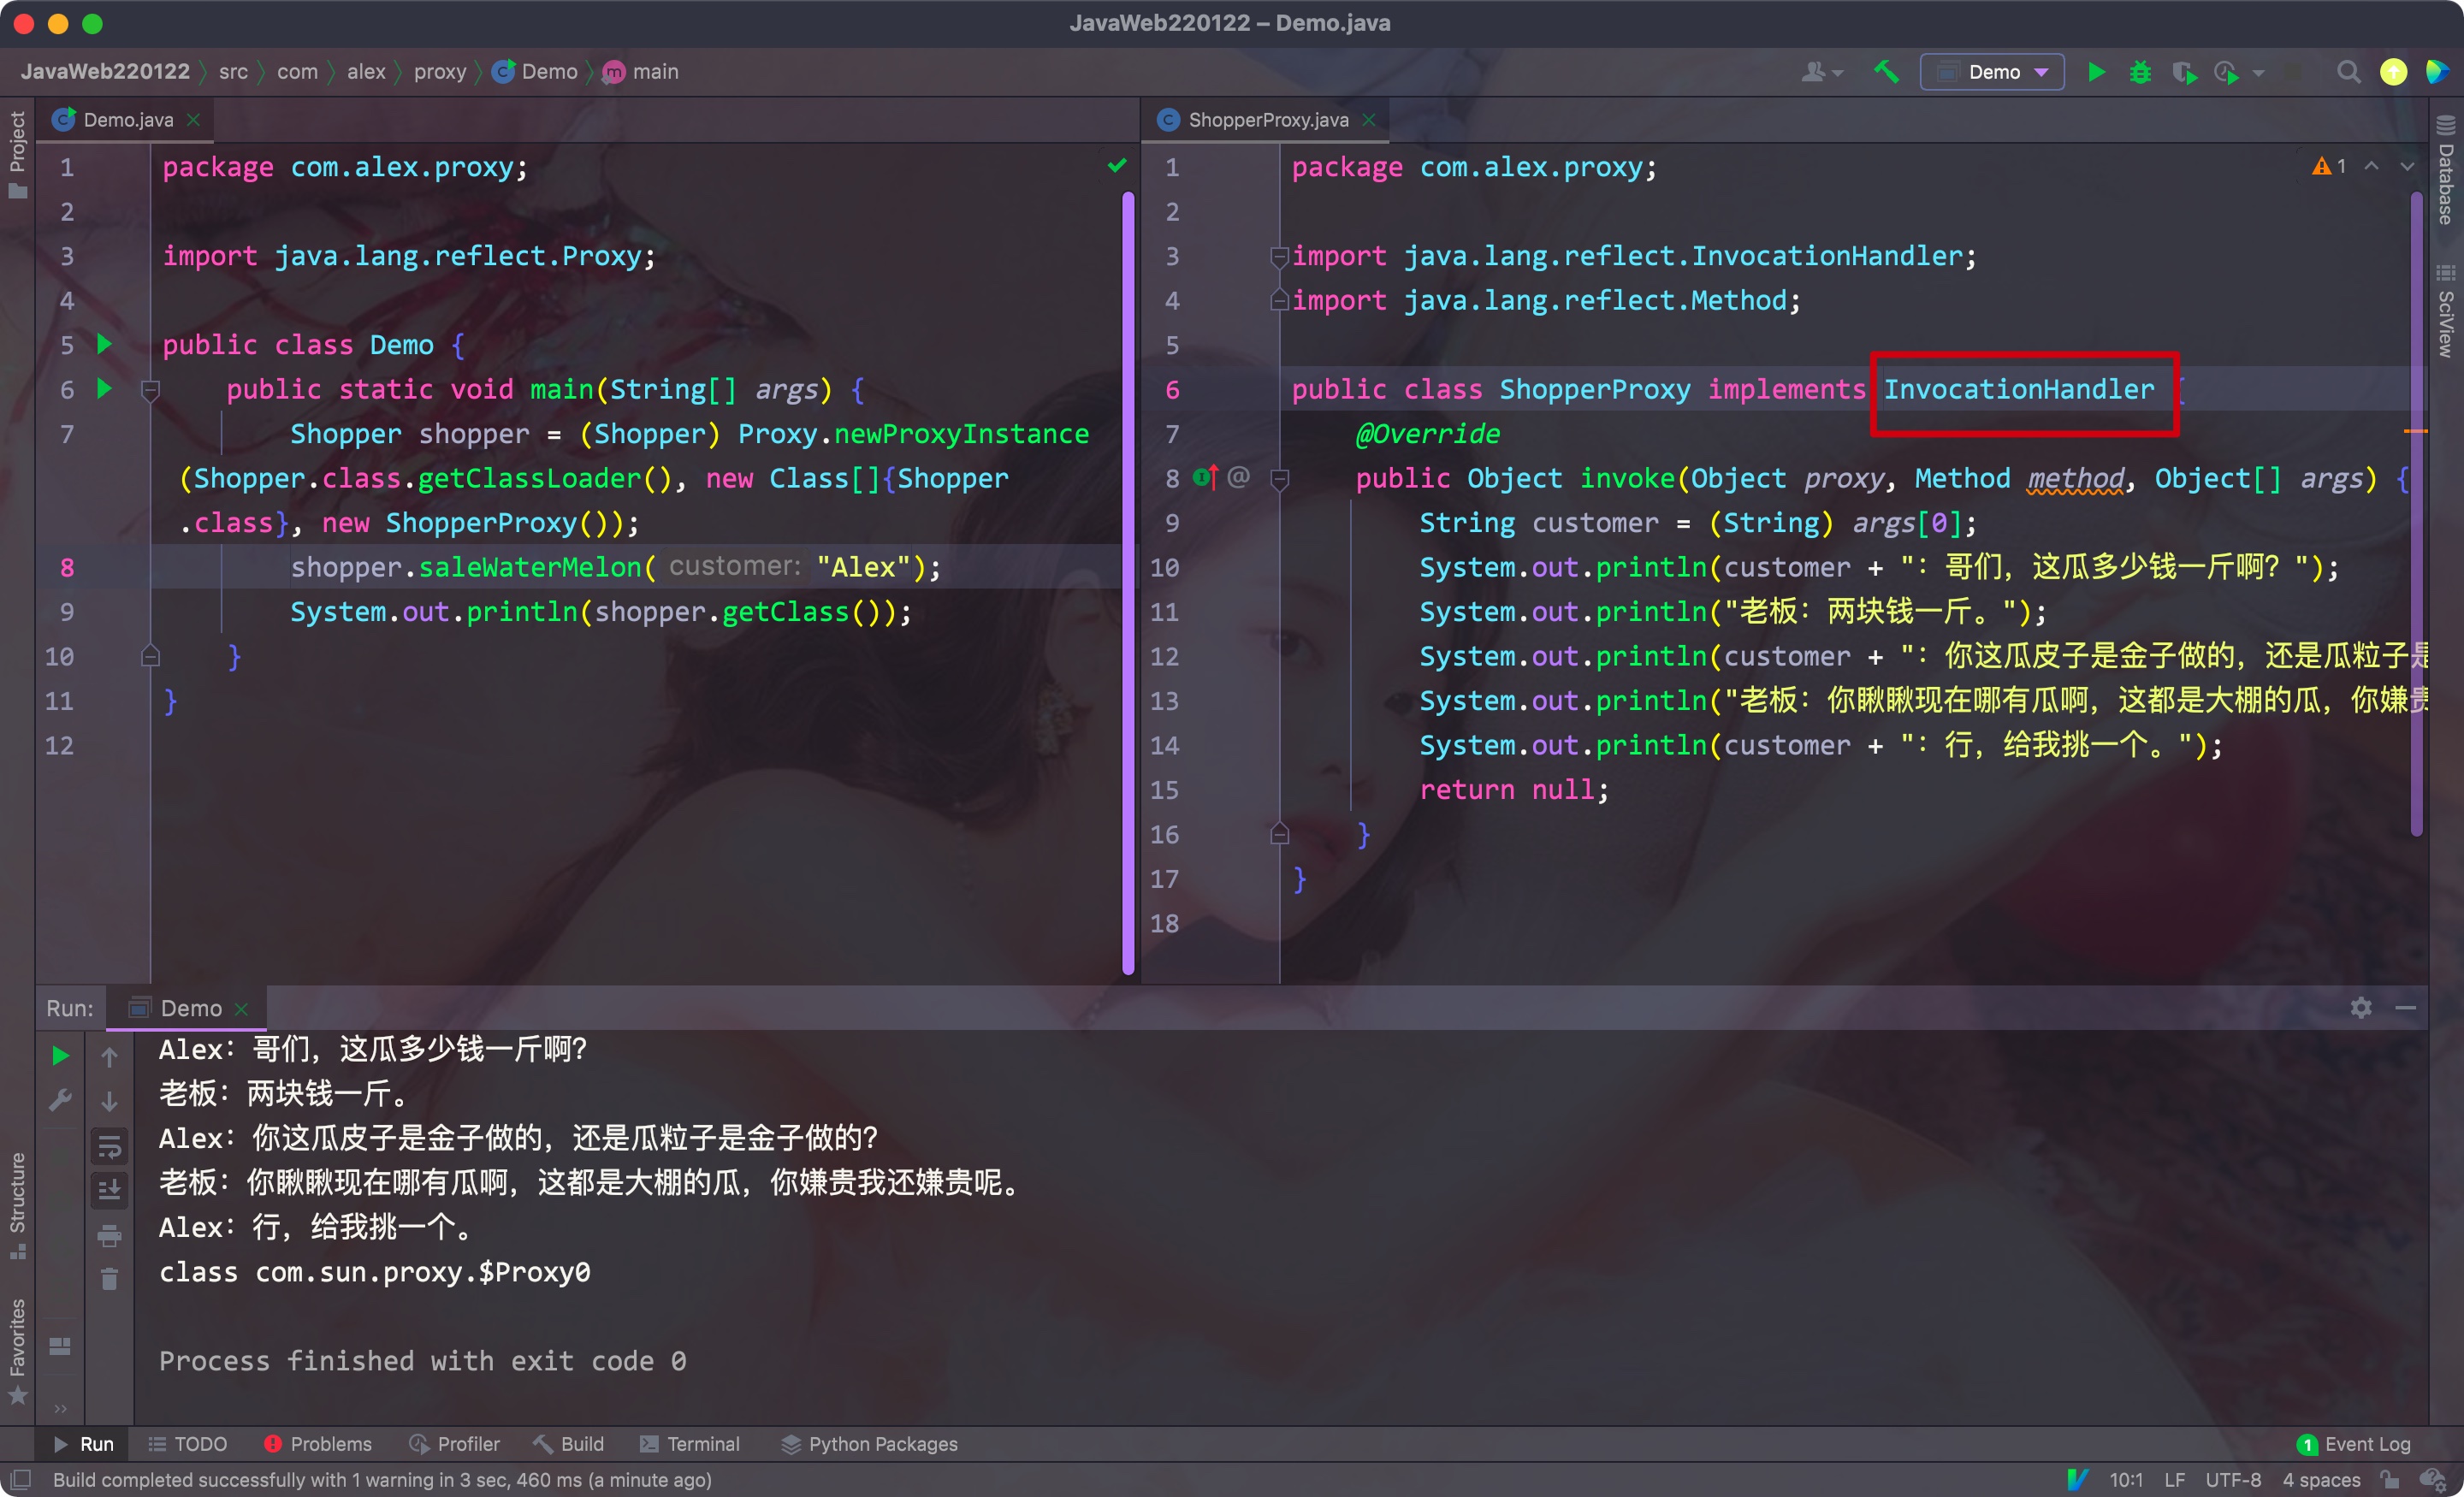 JavaWeb220122 – Demo.java
JavaWeb220122 src com alex proxy Demo main
Demo
Project
Demo.java
1 package com.alex.proxy;
2
3 import java.lang.reflect.Proxy;
4
5 public class Demo {
6 public static void main(String[] args) {
7 Shopper shopper = (Shopper) Proxy.newProxyInstance
(Shopper.class.getClassLoader(), new Class[]{Shopper
.class}, new ShopperProxy());
8 shopper.saleWaterMelon( customer: "Alex");
9 System.out.println(shopper.getClass());
10 }
11 }
12
ShopperProxy.java
1
1 package com.alex.proxy;
2
3 import java.lang.reflect.InvocationHandler;
4 import java.lang.reflect.Method;
5
6 public class ShopperProxy implements InvocationHandler {
7 @Override
8 @ public Object invoke(Object proxy, Method method, Object[] args) {
9 String customer = (String) args[0];
10 System.out.println(customer + ": 哥们，这瓜多少钱一斤啊？");
11 System.out.println("老板：两块钱一斤。");
12 System.out.println(customer + ": 你这瓜皮子是金子做的，还是瓜粒子是
13 System.out.println("老板：你瞅瞅现在哪有瓜啊，这都是大棚的瓜，你嫌贵
14 System.out.println(customer + ": 行，给我挑一个。");
15 return null;
16 }
17 }
18
Database
SciView
Run: Demo
Alex: 哥们，这瓜多少钱一斤啊？
老板：两块钱一斤。
Alex: 你这瓜皮子是金子做的，还是瓜粒子是金子做的？
老板：你瞅瞅现在哪有瓜啊，这都是大棚的瓜，你嫌贵我还嫌贵呢。
Alex: 行，给我挑一个。
class com.sun.proxy.$Proxy0
Process finished with exit code 0
Structure
Favorites
Run TODO Problems Profiler Build Terminal Python Packages
1 Event Log
Build completed successfully with 1 warning in 3 sec, 460 ms (a minute ago)
10:1 LF UTF-8 4 spaces